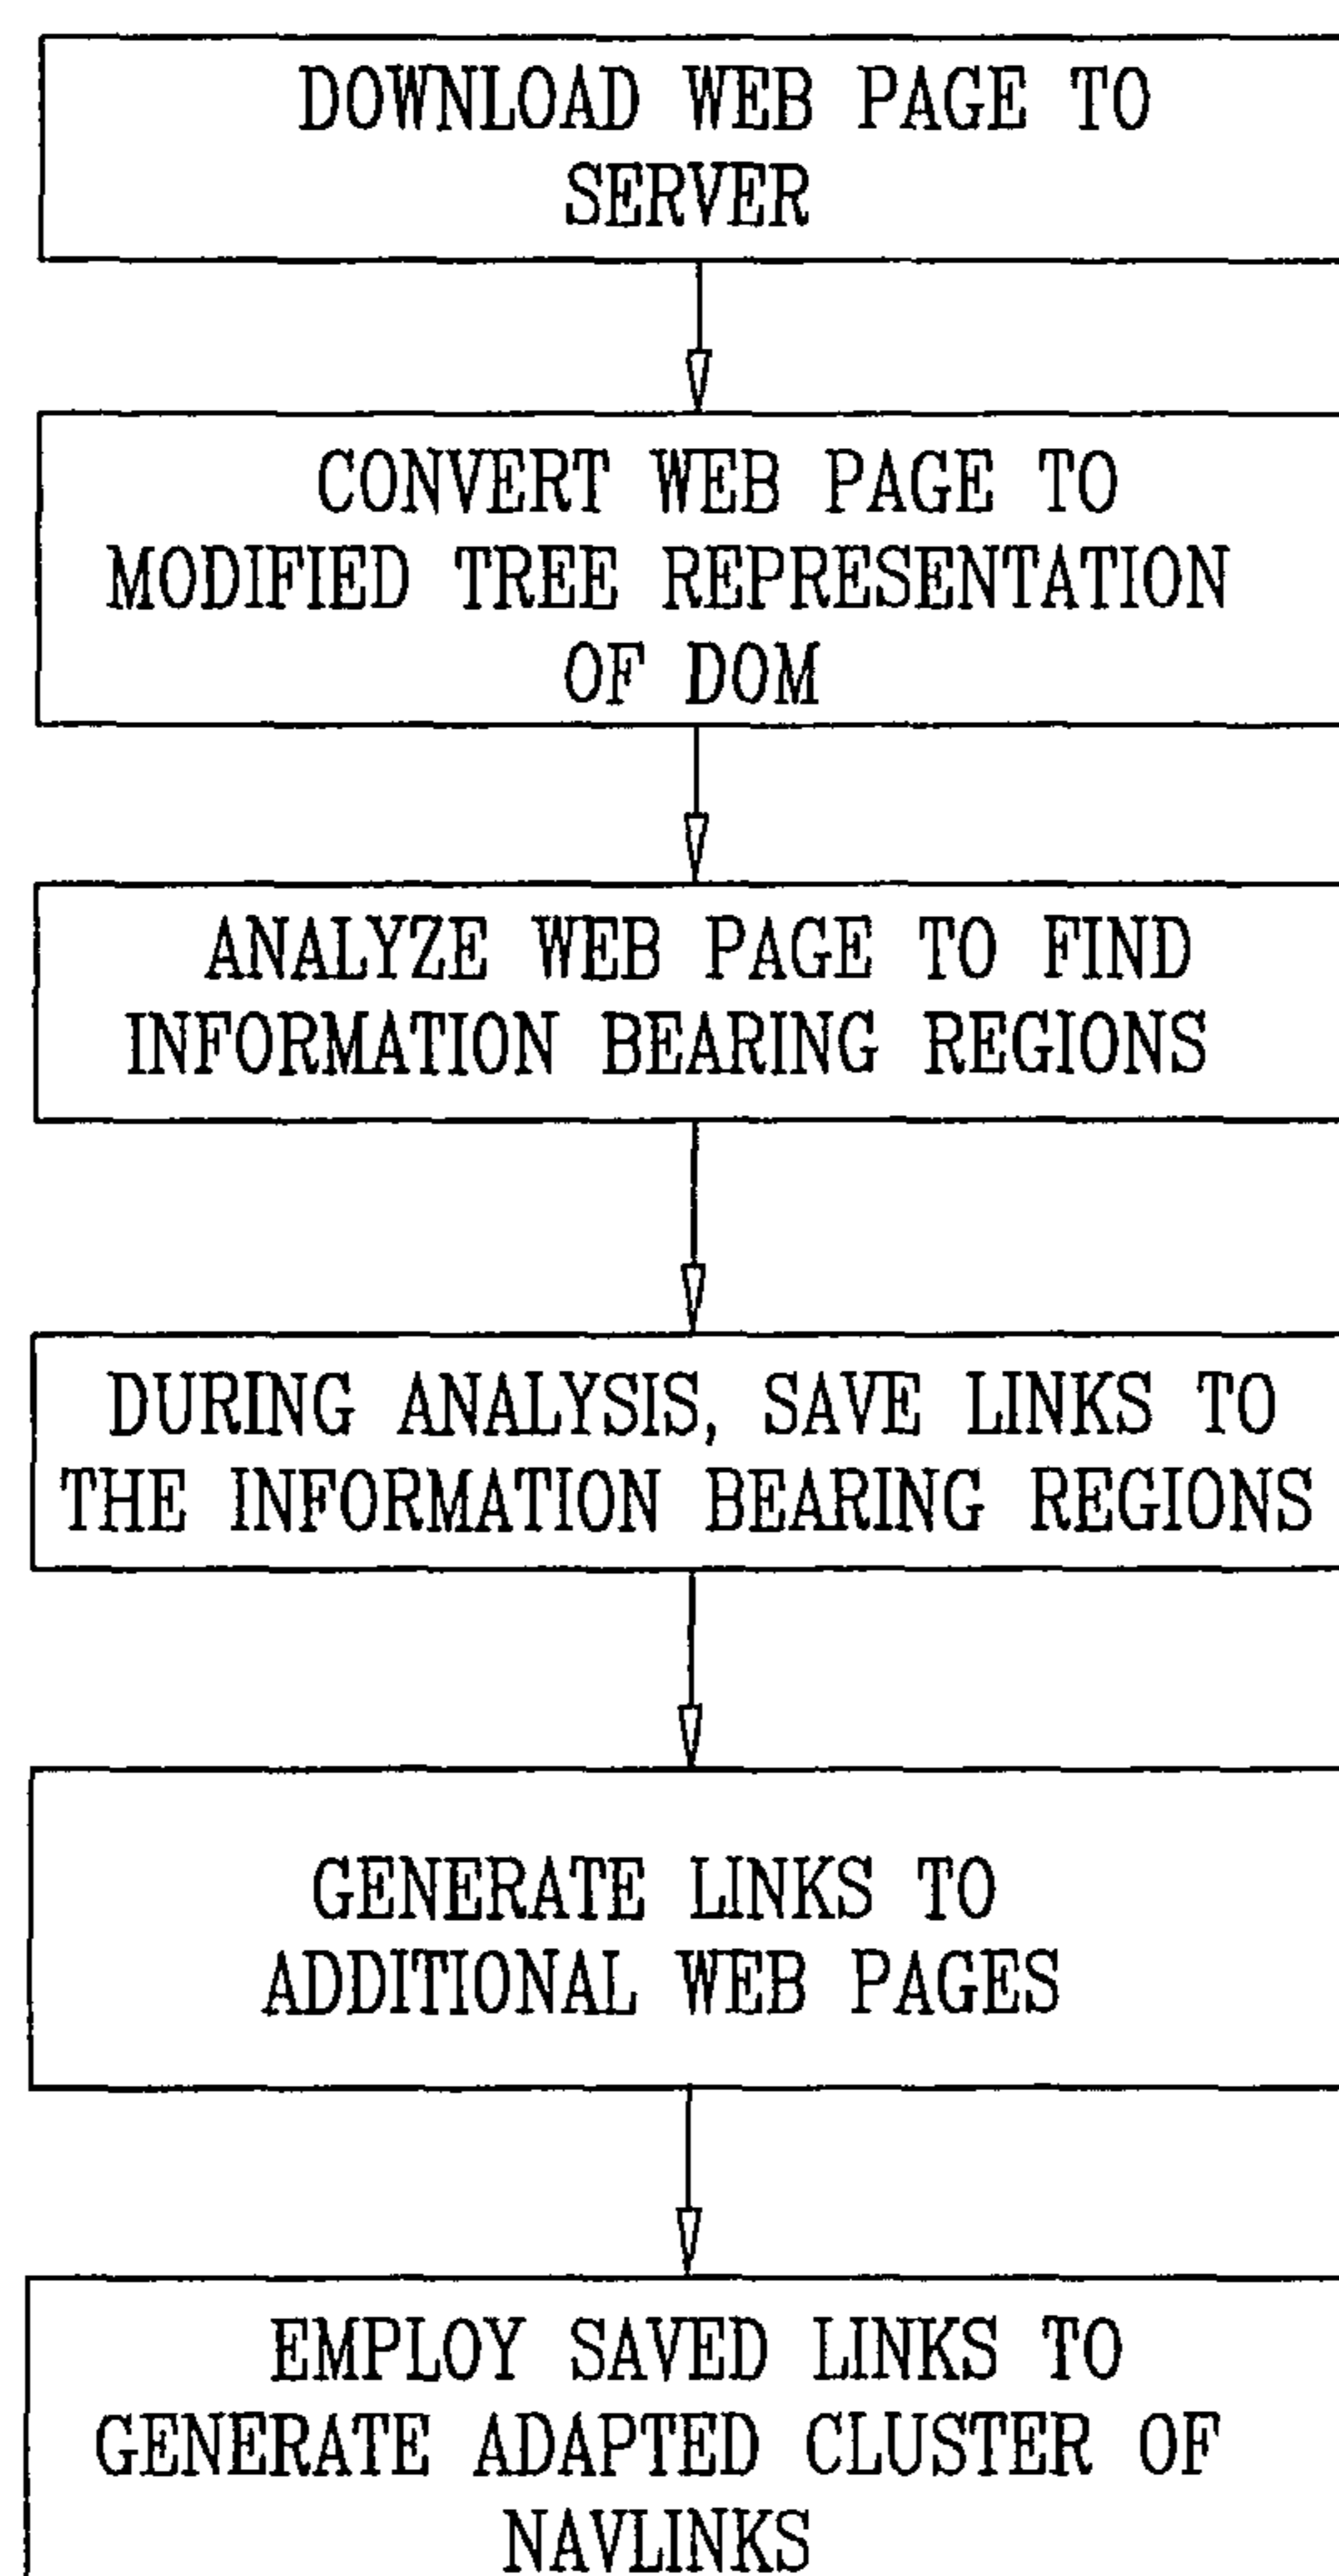 DOWNLOAD WEB PAGE TO
SERVER
CONVERT WEB PAGE TO
MODIFIED TREE REPRESENTATION
OF DOM
ANALYZE WEB PAGE TO FIND
INFORMATION BEARING REGIONS
DURING ANALYSIS, SAVE LINKS TO
THE INFORMATION BEARING REGIONS
GENERATE LINKS TO
ADDITIONAL WEB PAGES
EMPLOY SAVED LINKS TO
GENERATE ADAPTED CLUSTER OF
NAVLINKS